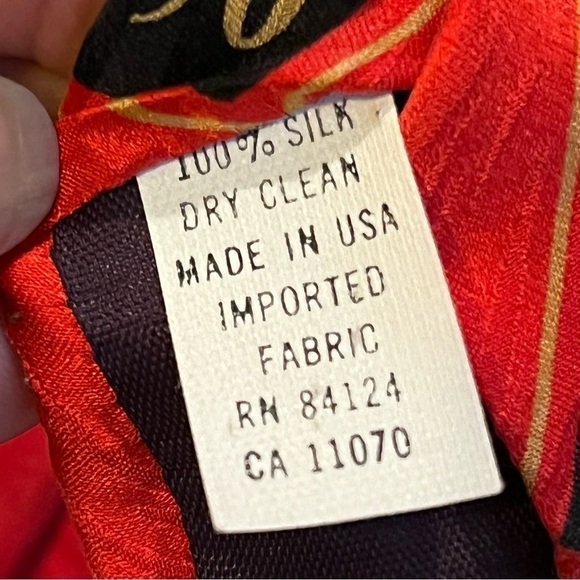 100% SILK
DRY CLEAN
MADE IN USA
IMPORTED
FABRIC
RN 84124
CA 11070